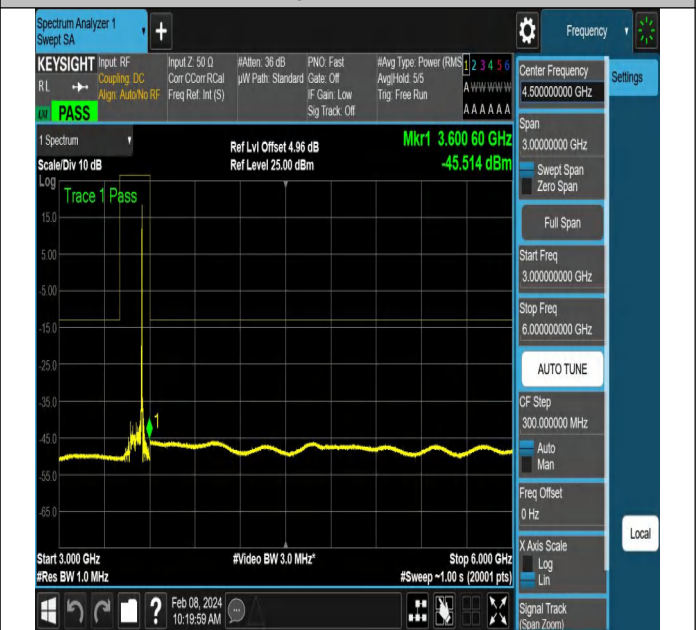 Spectrum Analyzer 1
Swept SA
+
Frequency
KEYSIGHT
RL
Input: RF
Coupling: DC
Align: Auto/No RF
Input Z: 50 Ω
Corr CCorr RCal
Freq Ref: Int (S)
#Atten: 36 dB
µW Path: Standard
PNO: Fast
Gate: Off
IF Gain: Low
Sig Track: Off
#Avg Type: Power (RMS
Avg|Hold: 5/5
Trig: Free Run
1 2 3 4 5 6
A W W W W W
A A A A A A
PASS
1 Spectrum
Scale/Div 10 dB
Ref Lvl Offset 4.96 dB
Ref Level 25.00 dBm
Mkr1 3.600 60 GHz
-45.514 dBm
Log
Trace 1 Pass
15.0
5.00
-5.00
-15.0
-25.0
-35.0
-45.0
-55.0
-65.0
1
Start 3.000 GHz
#Res BW 1.0 MHz
#Video BW 3.0 MHz*
Stop 6.000 GHz
#Sweep ~1.00 s (20001 pts)
?
Feb 08, 2024
10:19:59 AM
Center Frequency
4.500000000 GHz
Settings
Span
3.00000000 GHz
Swept Span
Zero Span
Full Span
Start Freq
3.000000000 GHz
Stop Freq
6.000000000 GHz
AUTO TUNE
CF Step
300.000000 MHz
Auto
Man
Freq Offset
0 Hz
X Axis Scale
Log
Lin
Local
Signal Track
(Span Zoom)